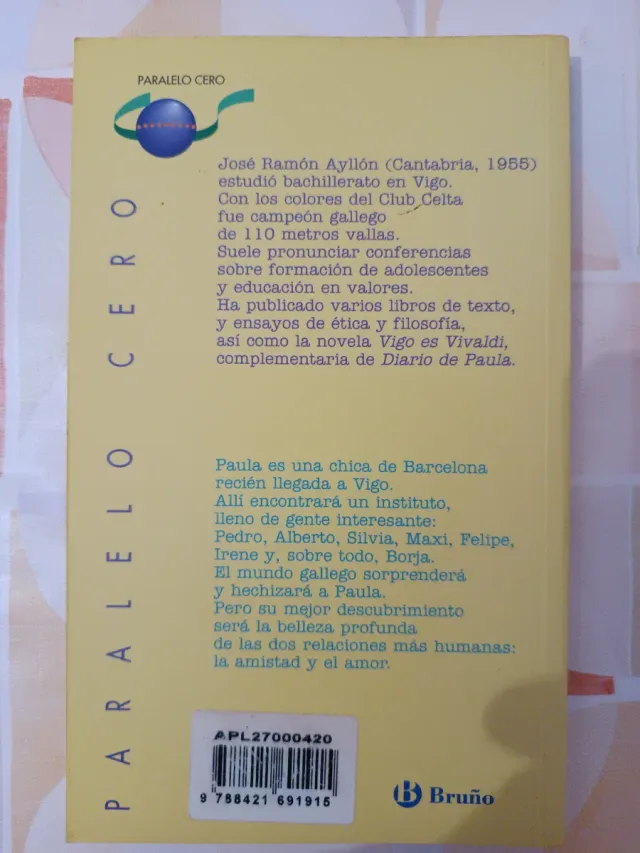 PARALELO CERO
José Ramón Ayllón (Cantabria, 1955)
estudió bachillerato en Vigo.
Con los colores del Club Celta
fue campeón gallego
de 110 metros vallas.
Suele pronunciar conferencias
sobre formación de adolescentes
y educación en valores.
Ha publicado varios libros de texto,
y ensayos de ética y filosofía,
así como la novela Vigo es Vivaldi,
complementaria de Diario de Paula.
PARALELO CERO
Paula es una chica de Barcelona
recién llegada a Vigo.
Allí encontrará un instituto,
lleno de gente interesante:
Pedro, Alberto, Silvia, Maxi, Felipe,
Irene y, sobre todo, Borja.
El mundo gallego sorprenderá
y hechizará a Paula.
Pero su mejor descubrimiento
será la belleza profunda
de las dos relaciones más humanas:
la amistad y el amor.
APL27000420
9 788421 691915
Bruño